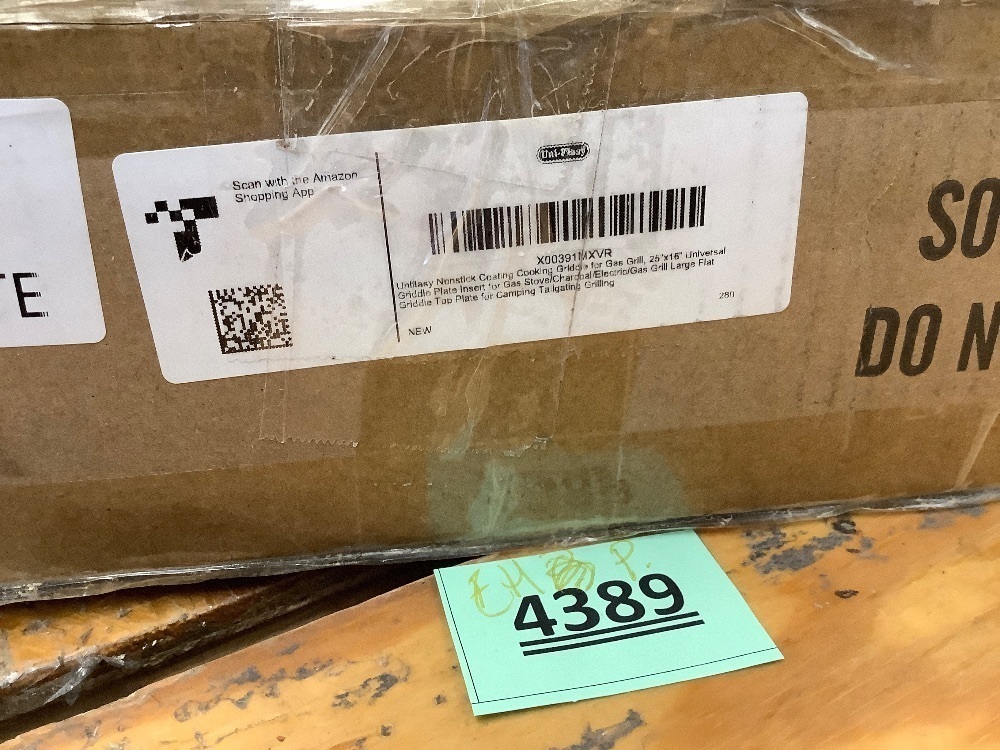 TE
Scan with the Amazon
Shopping App
Uni-Flasy
X00391MXVR
Uniflasy Nonstick Coating Cooking Griddle for Gas Grill, 25"x16" Universal
Griddle Plate Insert for Gas Stove/Charcoal/Electric/Gas Grill Large Flat
Griddle Top Plate for Camping Tailgating Grilling
NEW
280
SO
DO N
EH P.
4389